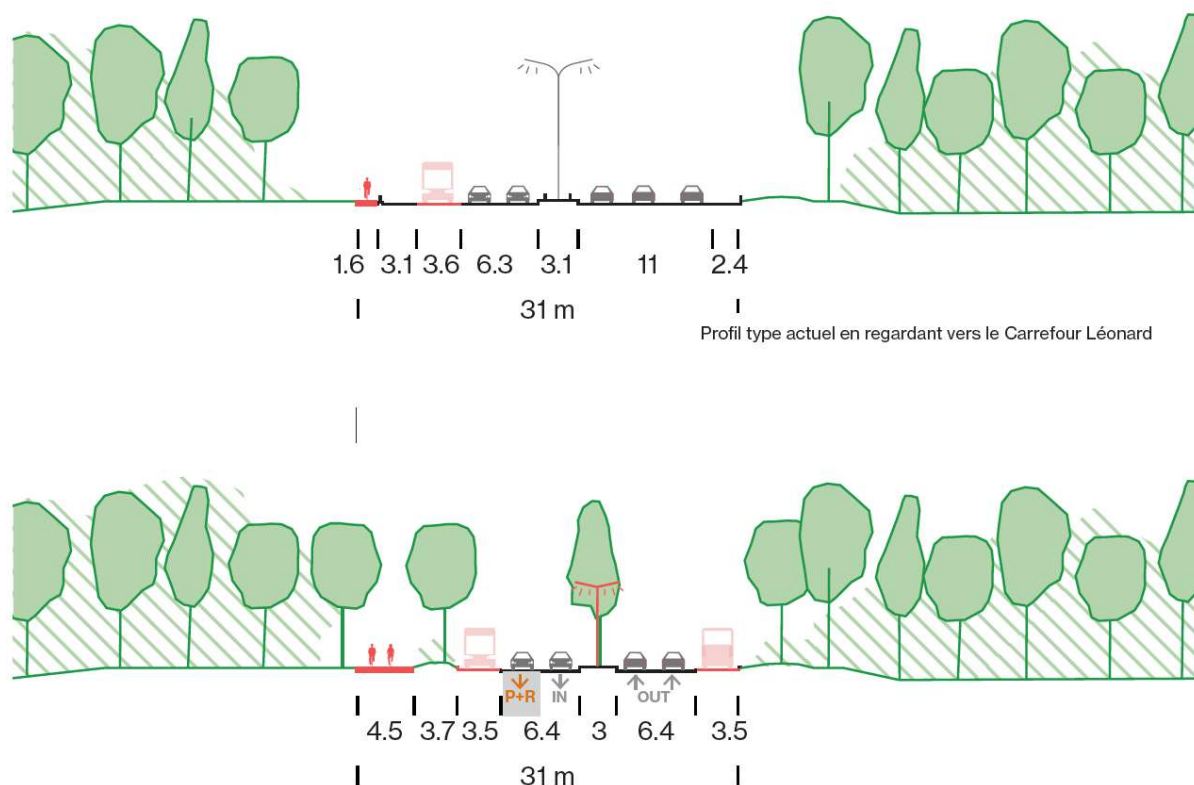 1.6 3.1 3.6 6.3 3.1 11 2.4
31 m
Profil type actuel en regardant vers le Carrefour Léonard
P+R IN OUT
4.5 3.7 3.5 6.4 3 6.4 3.5
31 m